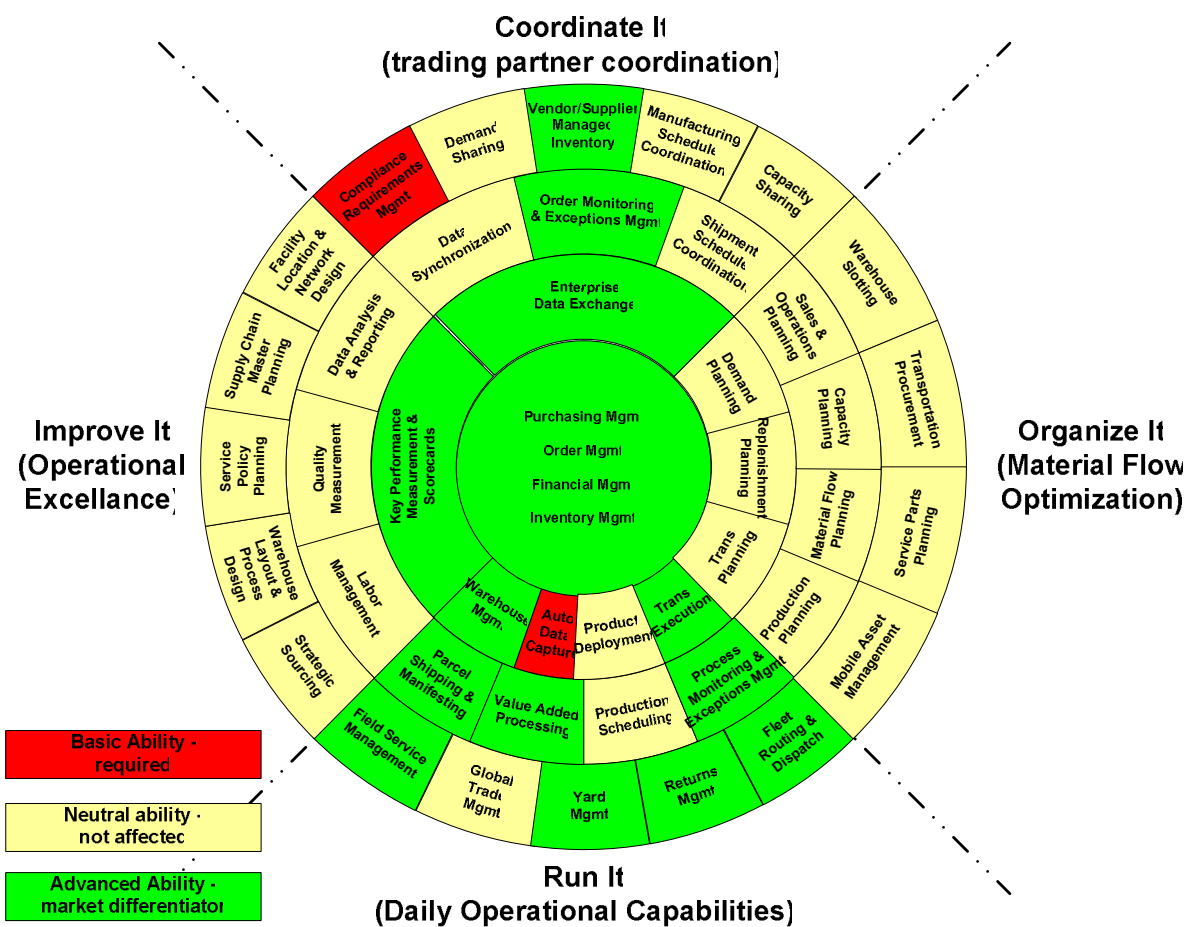 Coordinate It
(trading partner coordination)
Vendor/Supplier
Managed
Inventory
Manufacturing
Schedule
Coordination
Demand
Sharing
Capacity
Sharing
Compliance
Requirements
Mgmt
Order Monitoring
& Exceptions Mgmt
Data
Synchronization
Shipment
Schedule
Coordination
Enterprise
Data Exchange
Facility
Location &
Network
Design
Supply Chain
Master
Planning
Service
Policy
Planning
Warehouse
Layout &
Process
Design
Strategic
Sourcing
Data Analysis
& Reporting
Quality
Measurement
Labor
Management
Key Performance
Measurement &
Scorecards
Improve It
(Operational
Excellance)
Purchasing Mgm
Order Mgmt
Financial Mgm
Inventory Mgmt
Demand
Planning
Replenishment
Planning
Trans
Planning
Sales &
Operations
Planning
Capacity
Planning
Material Flow
Planning
Production
Planning
Warehouse
Slotting
Transportation
Procurement
Service Parts
Planning
Mobile Asset
Management
Organize It
(Material Flow
Optimization)
Warehouse
Mgm.
Auto
Data
Capture
Product
Deployment
Trans
Execution
Parcel
Shipping &
Manifesting
Value Added
Processing
Production
Scheduling
Process
Monitoring &
Exceptions Mgmt
Field Service
Management
Global
Trade
Mgmt
Yard
Mgmt
Returns
Mgmt
Fleet
Routing &
Dispatch
Basic Ability -
required
Neutral ability -
not affected
Advanced Ability -
market differentiator
Run It
(Daily Operational Capabilities)